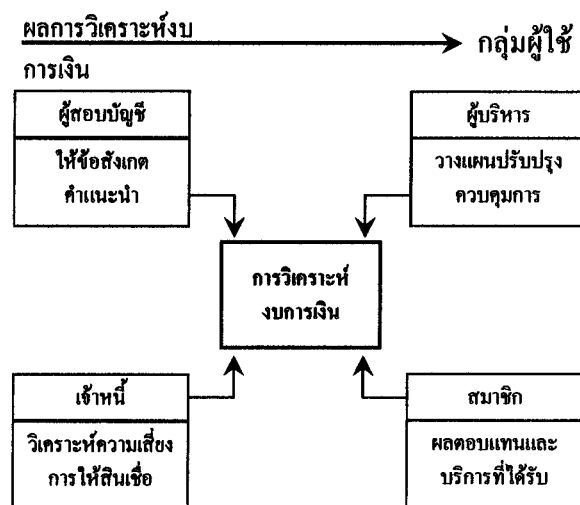 ผลการวิเคราะห์งบ
การเงิน
กลุ่มผู้ใช้
ผู้สอบบัญชี
ให้ข้อสังเกต
คำแนะนำ
ผู้บริหาร
วางแผนปรับปรุง
ควบคุมการ
การวิเคราะห์
งบการเงิน
เจ้าหนี้
วิเคราะห์ความเสี่ยง
การให้สินเชื่อ
สมาชิก
ผลตอบแทนและ
บริการที่ได้รับ